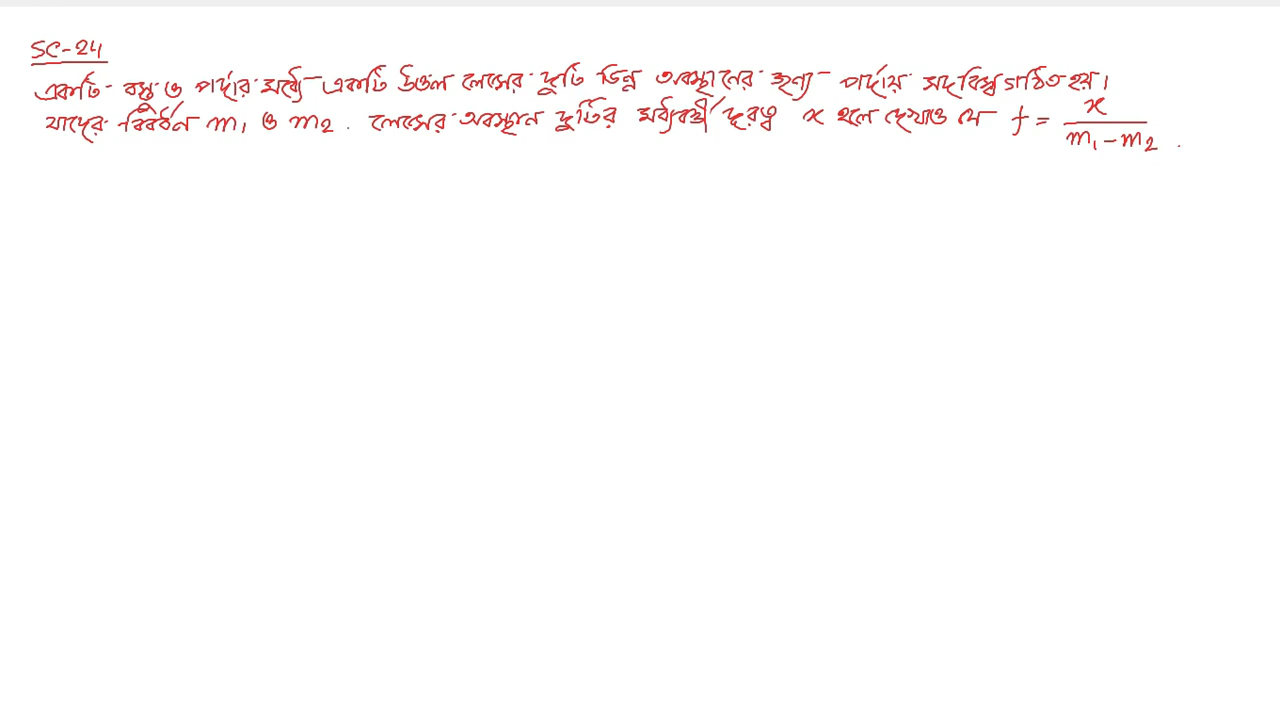 SC-24
একটি বস্তু ও পর্দার মধ্যে একটি উত্তল লেন্সের দুটি ভিন্ন অবস্থানের জন্য পর্দায় সদবিম্ব গঠিত হয়।
যাদের বিবর্ধন m₁ ও m₂. লেন্সের অবস্থান দুটির মধ্যবর্তী দূরত্ব x হলে দেখাও যে f = x / (m₁ - m₂) .